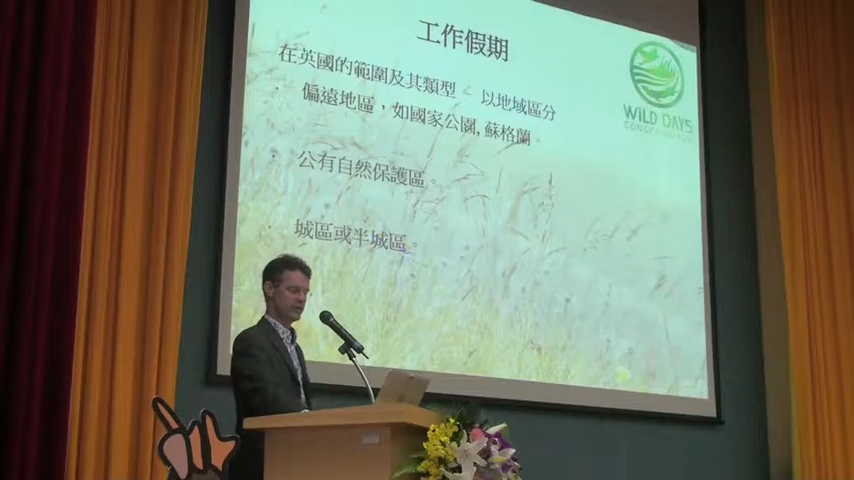 工作假期
在英國的範圍及其類型 – 以地域區分
偏遠地區，如國家公園, 蘇格蘭。
公有自然保護區。
城區或半城區。
WILD DAYS
CONSERVATION